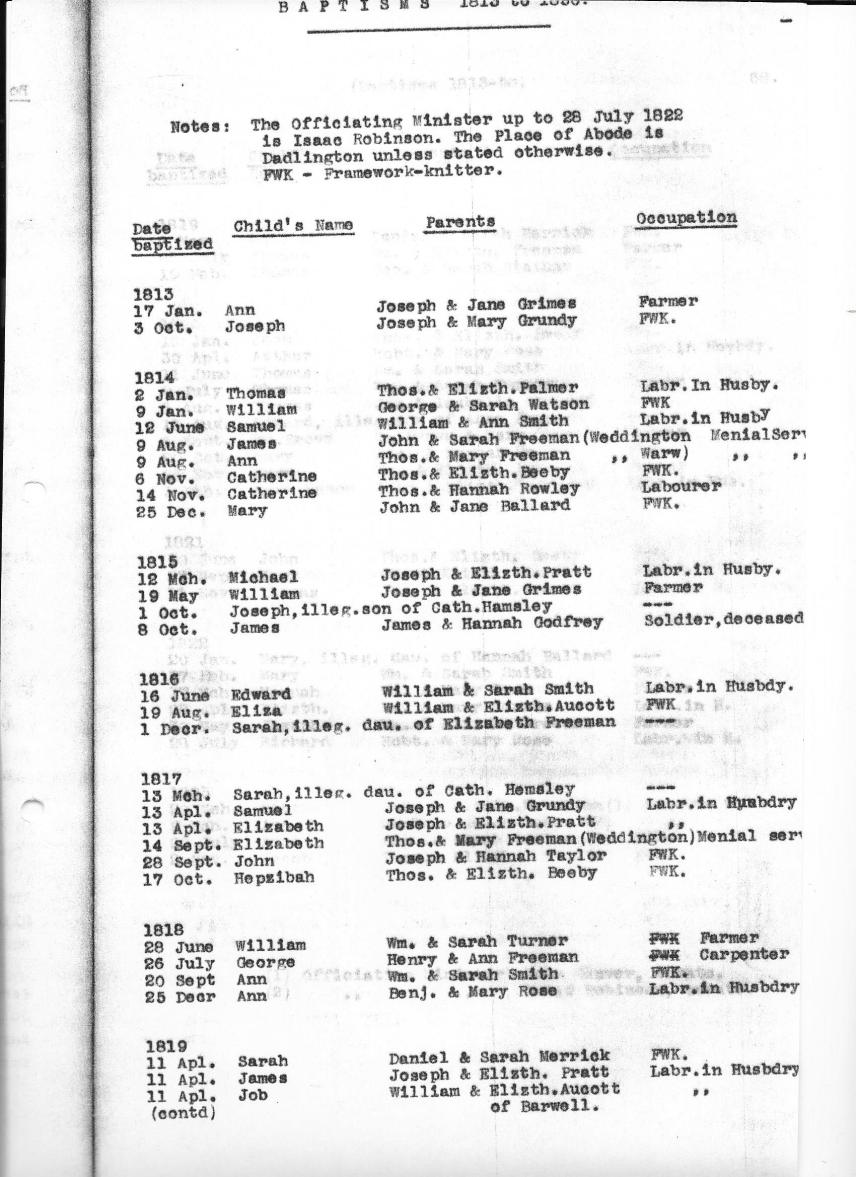 BAPTISMS 1813 to
Notes: The Officiating Minister up to 28 July 1822
is Isaac Robinson. The Place of Abode is
Dadlington unless stated otherwise.
FWK - Framework-knitter.
Date baptized Child's Name Parents Occupation
1813
17 Jan. Ann Joseph & Jane Grimes Farmer
3 Oct. Joseph Joseph & Mary Grundy FWK.
1814
2 Jan. Thomas Thos.& Elizth.Palmer Labr.In Husby.
9 Jan. William George & Sarah Watson FWK
12 June Samuel William & Ann Smith Labr.in Husby
9 Aug. James John & Sarah Freeman(Weddington MenialSer
9 Aug. Ann Thos.& Mary Freeman ,, Warw) ,, ,,
6 Nov. Catherine Thos.& Elizth.Beeby FWK.
14 Nov. Catherine Thos.& Hannah Rowley Labourer
25 Dec. Mary John & Jane Ballard FWK.
1815
12 Mch. Michael Joseph & Elizth.Pratt Labr.in Husby.
19 May William Joseph & Jane Grimes Farmer
1 Oct. Joseph,illeg.son of Cath.Hamsley ---
8 Oct. James James & Hannah Godfrey Soldier,deceased
1816
16 June Edward William & Sarah Smith Labr.in Husbdy.
19 Aug. Eliza William & Elizth.Aucott FWK
1 Decr. Sarah,illeg. dau. of Elizabeth Freeman ---
1817
13 Mch. Sarah,illeg. dau. of Cath. Hemsley ---
13 Apl. Samuel Joseph & Jane Grundy Labr.in Husbdry
13 Apl. Elizabeth Joseph & Elizth.Pratt ,,
14 Sept. Elizabeth Thos.& Mary Freeman(Weddington)Menial ser
28 Sept. John Joseph & Hannah Taylor FWK.
17 Oct. Hepzibah Thos. & Elizth. Beeby FWK.
1818
28 June William Wm. & Sarah Turner FWK Farmer
26 July George Henry & Ann Freeman FWK Carpenter
20 Sept Ann Wm. & Sarah Smith FWK.
25 Decr Ann Benj. & Mary Rose Labr.in Husbdry
1819
11 Apl. Sarah Daniel & Sarah Merrick FWK.
11 Apl. James Joseph & Elizth. Pratt Labr.in Husbdry
11 Apl. Job William & Elizth.Aucott ,,
(contd) of Barwell.